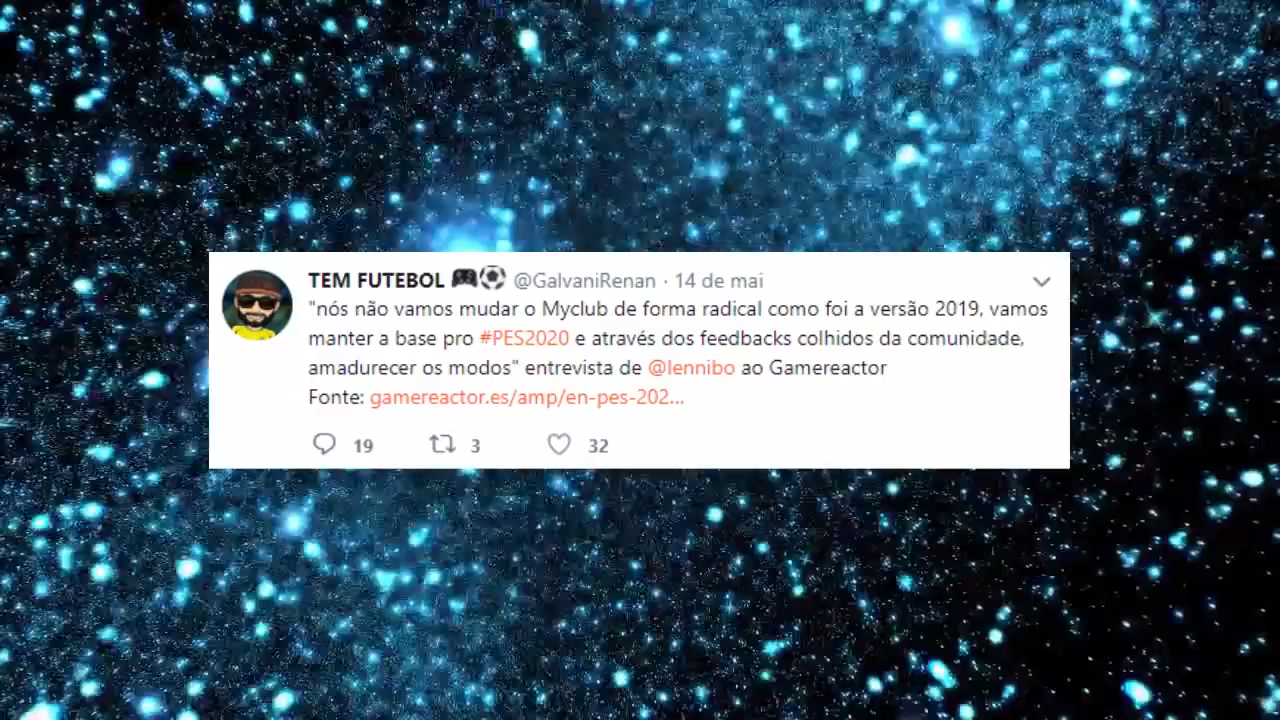 TEM FUTEBOL 🎮⚽ @GalvaniRenan · 14 de mai
"nós não vamos mudar o Myclub de forma radical como foi a versão 2019, vamos
manter a base pro #PES2020 e através dos feedbacks colhidos da comunidade,
amadurecer os modos" entrevista de @lennibo ao Gamereactor
Fonte: gamereactor.es/amp/en-pes-202...
19 3 32